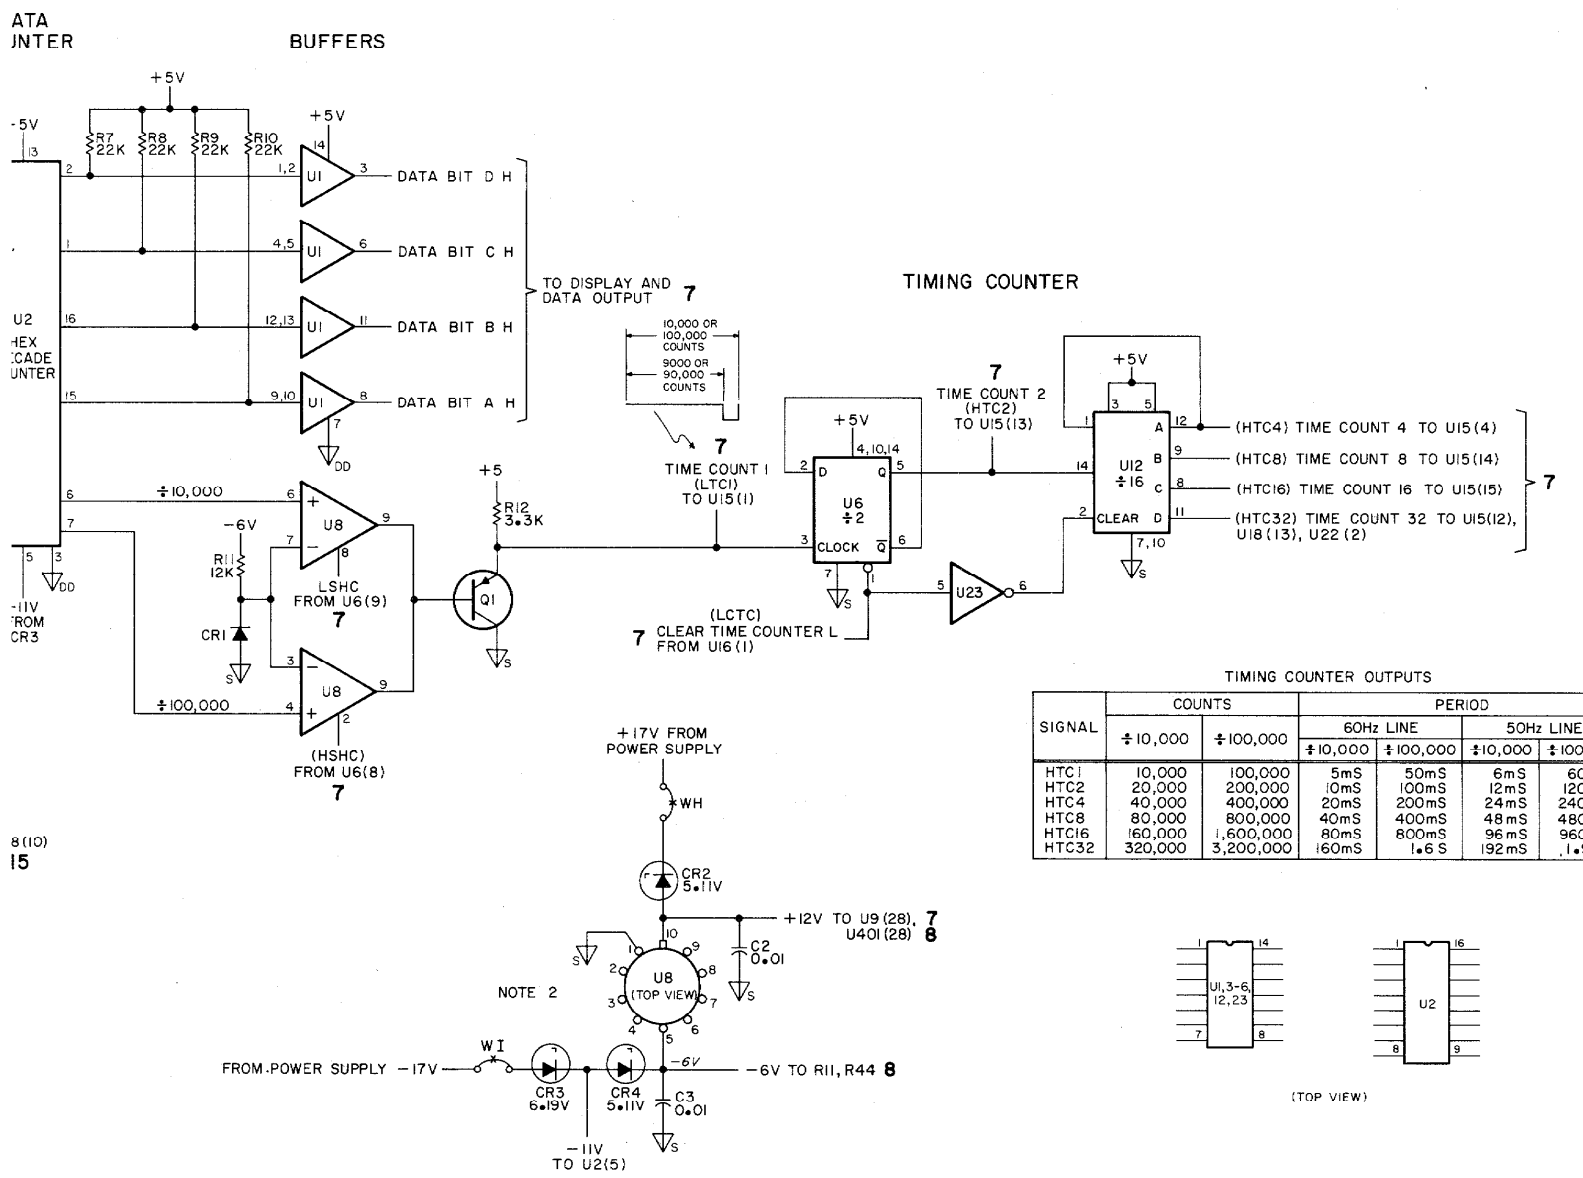 ATA
UNTER
BUFFERS
+5V
-5V
13
R7
22K
R8
22K
R9
22K
R10
22K
+5V
14
2
1,2
U1
3
DATA BIT D H
1
4,5
U1
6
DATA BIT C H
U2
HEX
CADE
UNTER
16
12,13
U1
11
DATA BIT B H
15
9,10
U1
8
DATA BIT A H
7
DD
TO DISPLAY AND
DATA OUTPUT 7
6
÷10,000
6
+
U8
9
7
−
8
-6V
R11
12K
LSHC
FROM U6(9)
7
CR1
S
7
5
3
DD
-11V
FROM
CR3
÷100,000
3
−
U8
9
4
+
2
(HSHC)
FROM U6(8)
7
+5
R12
3.3K
Q1
S
10,000 OR
100,000
COUNTS
9000 OR
90,000
COUNTS
7
TIME COUNT 1
(LTC1)
TO U15(1)
TIMING COUNTER
+5V
4,10,14
2
D
Q
5
U6
÷2
3
CLOCK
Q
6
7
1
S
7
TIME COUNT 2
(HTC2)
TO U15(13)
(LCTC)
7 CLEAR TIME COUNTER L
FROM U16(1)
5
U23
6
+5V
3
5
1
A
12
(HTC4) TIME COUNT 4 TO U15(4)
B
9
(HTC8) TIME COUNT 8 TO U15(14)
14
U12
÷16
C
8
(HTC16) TIME COUNT 16 TO U15(15)
7
2
CLEAR
D
11
(HTC32) TIME COUNT 32 TO U15(12),
U18(13), U22(2)
7,10
S
TIMING COUNTER OUTPUTS
SIGNAL COUNTS PERIOD
60Hz LINE 50Hz LINE
÷10,000 ÷100,000 ÷10,000 ÷100,000 ÷10,000 ÷100
HTC1 10,000 100,000 5mS 50mS 6mS 60
HTC2 20,000 200,000 10mS 100mS 12mS 120
HTC4 40,000 400,000 20mS 200mS 24mS 240
HTC8 80,000 800,000 40mS 400mS 48mS 480
HTC16 160,000 1,600,000 80mS 800mS 96mS 960
HTC32 320,000 3,200,000 160mS 1.6S 192mS 1.9
8(10)
15
+17V FROM
POWER SUPPLY
WH
CR2
5.11V
+12V TO U9(28), 7
U401(28) 8
C2
0.01
S
10
1
9
S
2
8
U8
(TOP VIEW)
3
7
4
6
5
NOTE 2
WI
FROM POWER SUPPLY -17V
CR3
6.19V
CR4
5.11V
-6V
-6V TO R11, R44 8
C3
0.01
S
-11V
TO U2(5)
1
14
U1,3-6,
12,23
7
8
1
16
U2
8
9
(TOP VIEW)